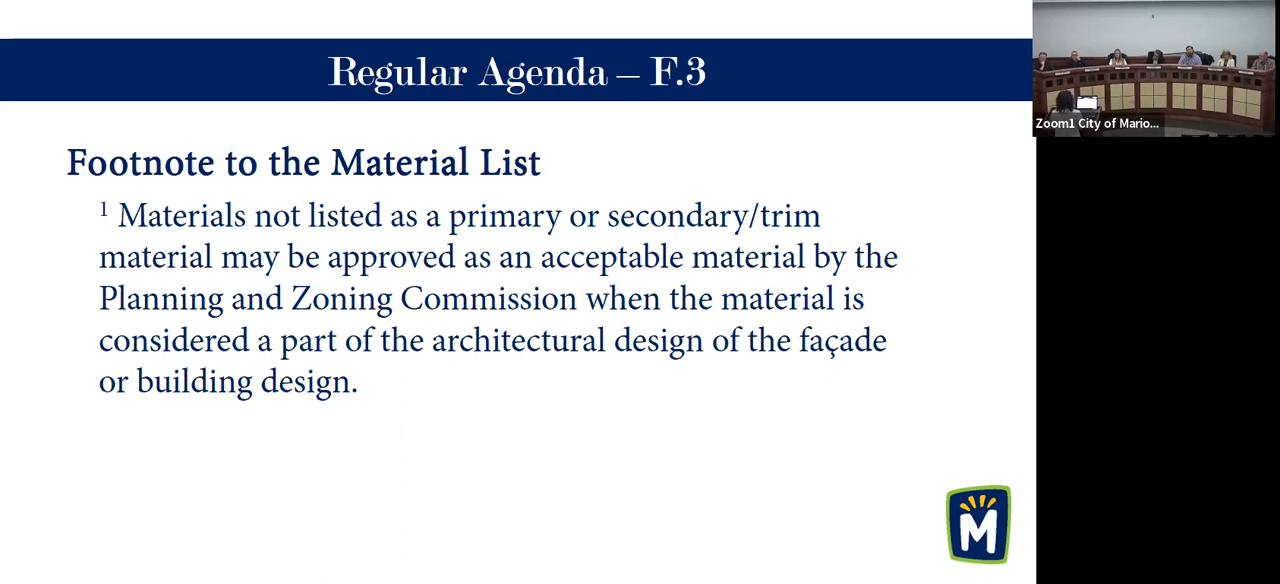 Regular Agenda – F.3
Footnote to the Material List
1 Materials not listed as a primary or secondary/trim
material may be approved as an acceptable material by the
Planning and Zoning Commission when the material is
considered a part of the architectural design of the façade
or building design.
M
Zoom1 City of Mario...